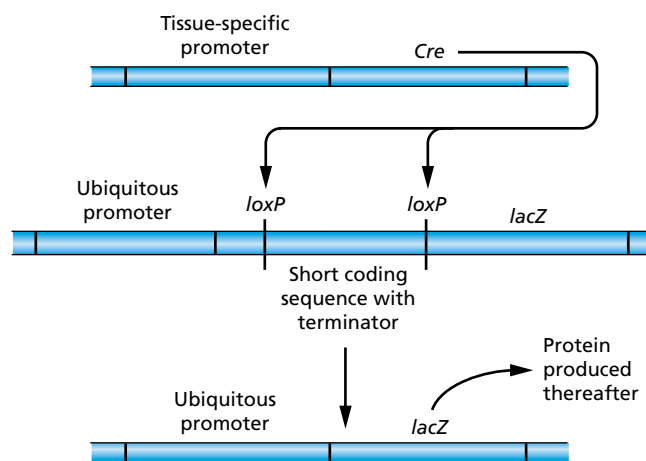 Tissue-specific
promoter
Cre
Ubiquitous
promoter
loxP
loxP
lacZ
Short coding
sequence with
terminator
Protein
produced
thereafter
Ubiquitous
promoter
lacZ